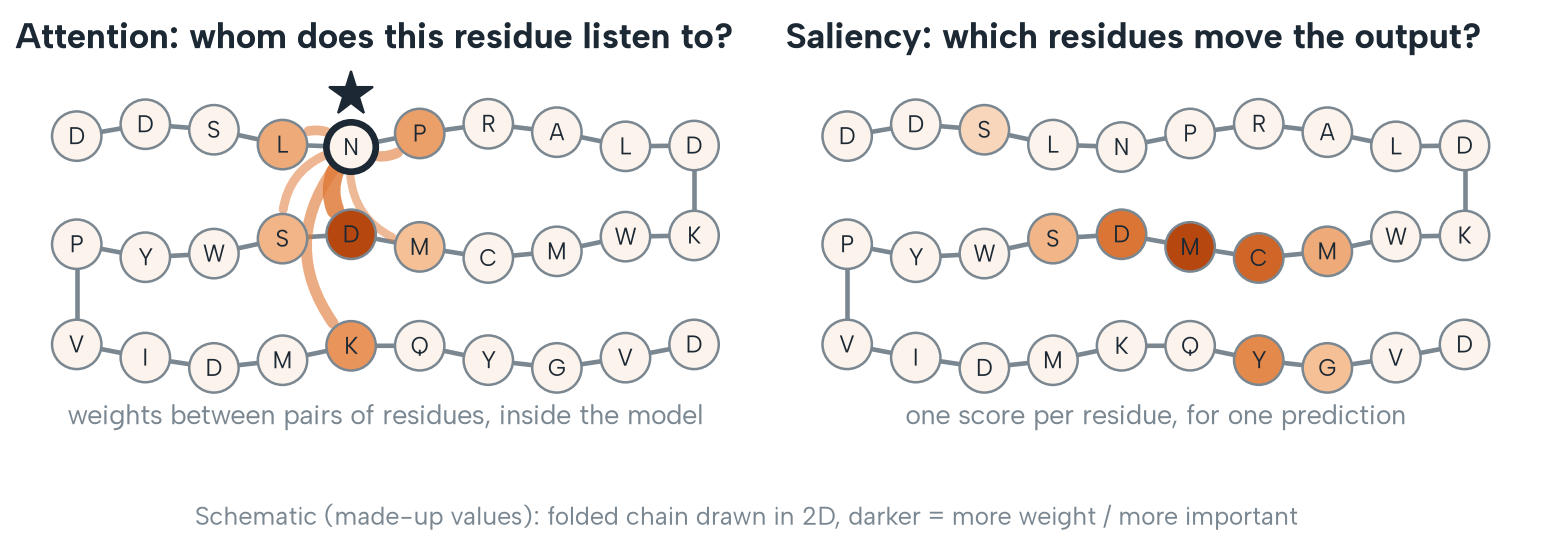 Attention: whom does this residue listen to?
D D S L N P R A L D
P Y W S D M C M W K
V I D M K Q Y G V D
weights between pairs of residues, inside the model
Saliency: which residues move the output?
D D S L N P R A L D
P Y W S D M C M W K
V I D M K Q Y G V D
one score per residue, for one prediction
Schematic (made-up values): folded chain drawn in 2D, darker = more weight / more important